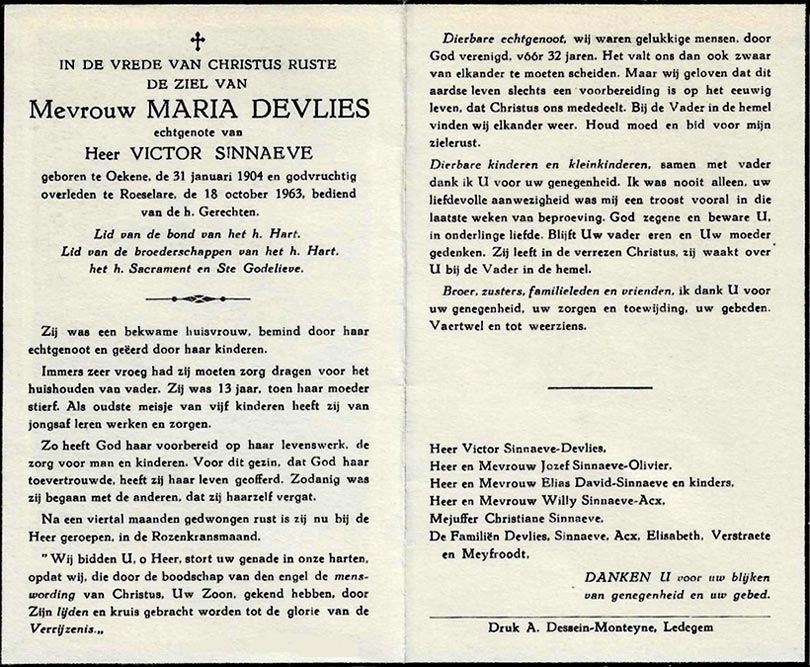 IN DE VREDE VAN CHRISTUS RUSTE
DE ZIEL VAN
Mevrouw MARIA DEVLIES
echtgenote van
Heer VICTOR SINNAEVE
geboren te Oekene, de 31 januari 1904 en godvruchtig
overleden te Roeselare, de 18 october 1963, bediend
van de h. Gerechten.
Lid van de bond van het h. Hart.
Lid van de broederschappen van het h. Hart.
het h. Sacrament en Ste Godelieve.
Zij was een bekwame huisvrouw, bemind door haar
echtgenoot en geëerd door haar kinderen.
Immers zeer vroeg had zij moeten zorg dragen voor het
huishouden van vader. Zij was 13 jaar, toen haar moeder
stierf. Als oudste meisje van vijf kinderen heeft zij van
jongsaf leren werken en zorgen.
Zo heeft God haar voorbereid op haar levenswerk, de
zorg voor man en kinderen. Voor dit gezin, dat God haar
toevertrouwde, heeft zij haar leven geofferd. Zodanig was
zij begaan met de anderen, dat zij haarzelf vergat.
Na een viertal maanden gedwongen rust is zij nu bij de
Heer geroepen, in de Rozenkransmaand.
"Wij bidden U, o Heer, stort uw genade in onze harten,
opdat wij, die door de boodschap van den engel de mens-
wording van Christus, Uw Zoon, gekend hebben, door
Zijn lijden en kruis gebracht worden tot de glorie van de
Verrijzenis.„
Dierbare echtgenoot, wij waren gelukkige mensen, door
God verenigd, vóór 32 jaren. Het valt ons dan ook zwaar
van elkander te moeten scheiden. Maar wij geloven dat dit
aardse leven slechts een voorbereiding is op het eeuwig
leven, dat Christus ons mededeelt. Bij de Vader in de hemel
vinden wij elkander weer. Houd moed en bid voor mijn
zielerust.
Dierbare kinderen en kleinkinderen, samen met vader
dank ik U voor uw genegenheid. Ik was nooit alleen, uw
liefdevolle aanwezigheid was mij een troost vooral in die
laatste weken van beproeving. God zegene en beware U,
in onderlinge liefde. Blijft Uw vader eren en Uw moeder
gedenken. Zij leeft in de verrezen Christus, zij waakt over
U bij de Vader in de hemel.
Broer, zusters, familieleden en vrienden, ik dank U voor
uw genegenheid, uw zorgen en toewijding, uw gebeden.
Vaertwel en tot weerziens.
Heer Victor Sinnaeve-Devlies,
Heer en Mevrouw Jozef Sinnaeve-Olivier,
Heer en Mevrouw Elias David-Sinnaeve en kinders,
Heer en Mevrouw Willy Sinnaeve-Acx,
Mejuffer Christiane Sinnaeve,
De Familiën Devlies, Sinnaeve, Acx, Elisabeth, Verstraete
en Meyfroodt,
DANKEN U voor uw blijken
van genegenheid en uw gebed.
Druk A. Dessein-Monteyne, Ledegem